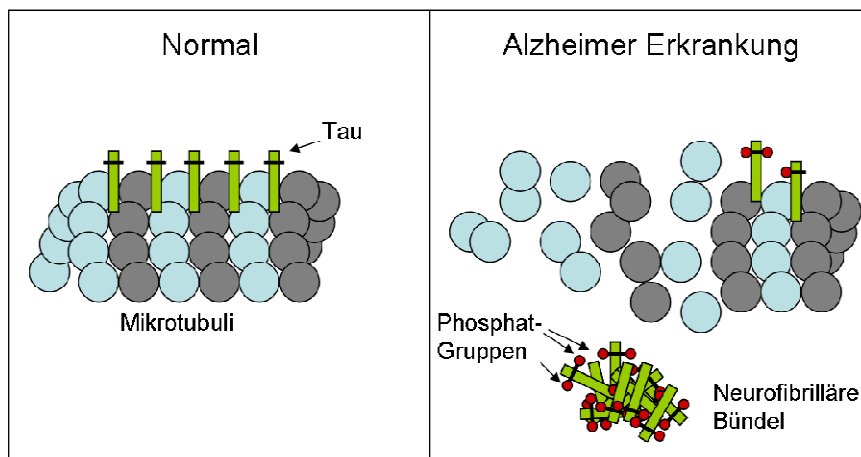 Normal
Tau
Mikrotubuli
Alzheimer Erkrankung
Phosphat-
Gruppen
Neurofibrilläre
Bündel